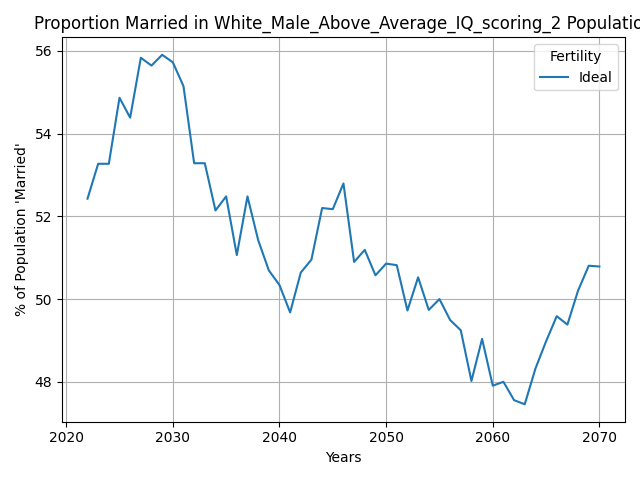 Proportion Married in White_Male_Above_Average_IQ_scoring_2 Populatio
Fertility
Ideal
56
54
52
50
48
% of Population 'Married'
2020 2030 2040 2050 2060 2070
Years